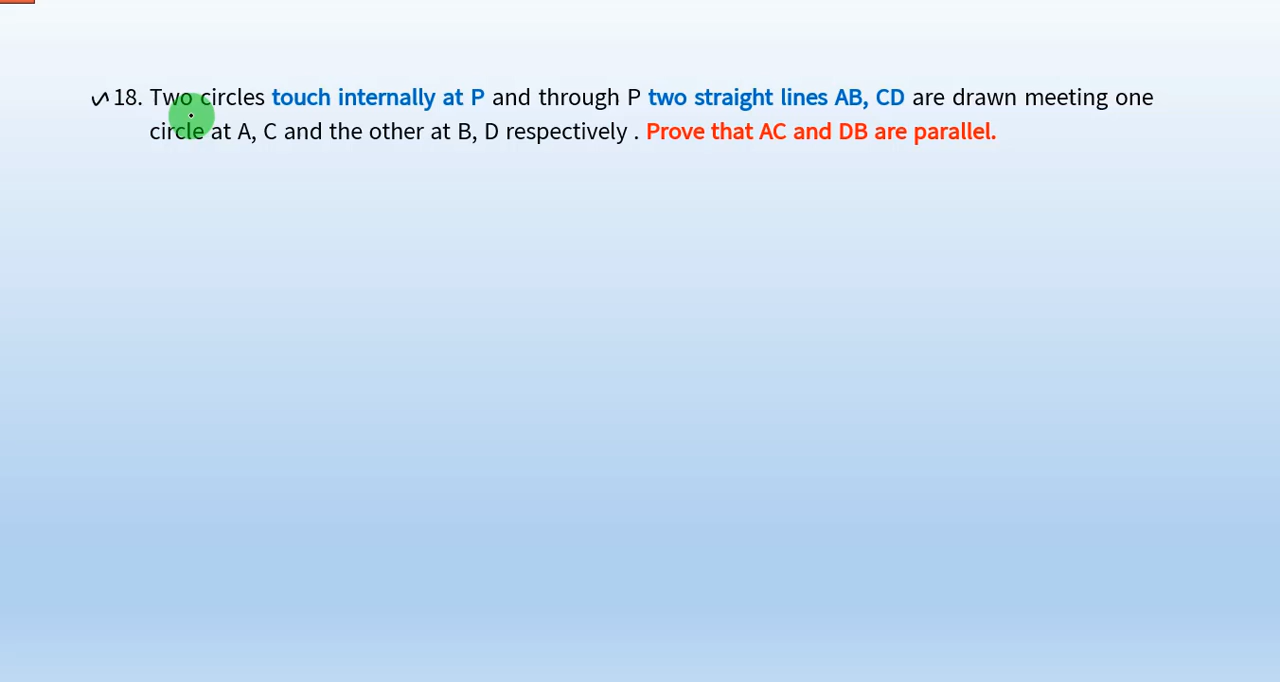 18. Two circles touch internally at P and through P two straight lines AB, CD are drawn meeting one
circle at A, C and the other at B, D respectively . Prove that AC and DB are parallel.